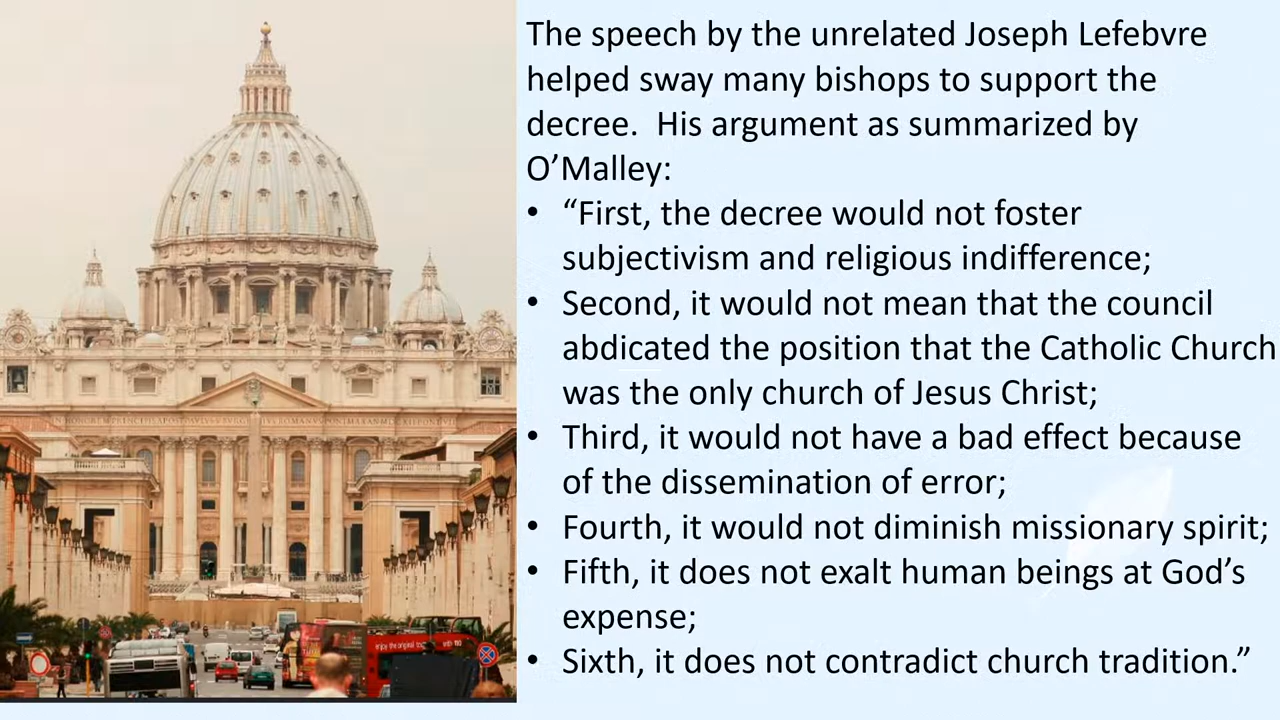 The speech by the unrelated Joseph Lefebvre
helped sway many bishops to support the
decree.  His argument as summarized by
O’Malley:
• “First, the decree would not foster
subjectivism and religious indifference;
• Second, it would not mean that the council
abdicated the position that the Catholic Church
was the only church of Jesus Christ;
• Third, it would not have a bad effect because
of the dissemination of error;
• Fourth, it would not diminish missionary spirit;
• Fifth, it does not exalt human beings at God’s
expense;
• Sixth, it does not contradict church tradition.”
enjoy the original